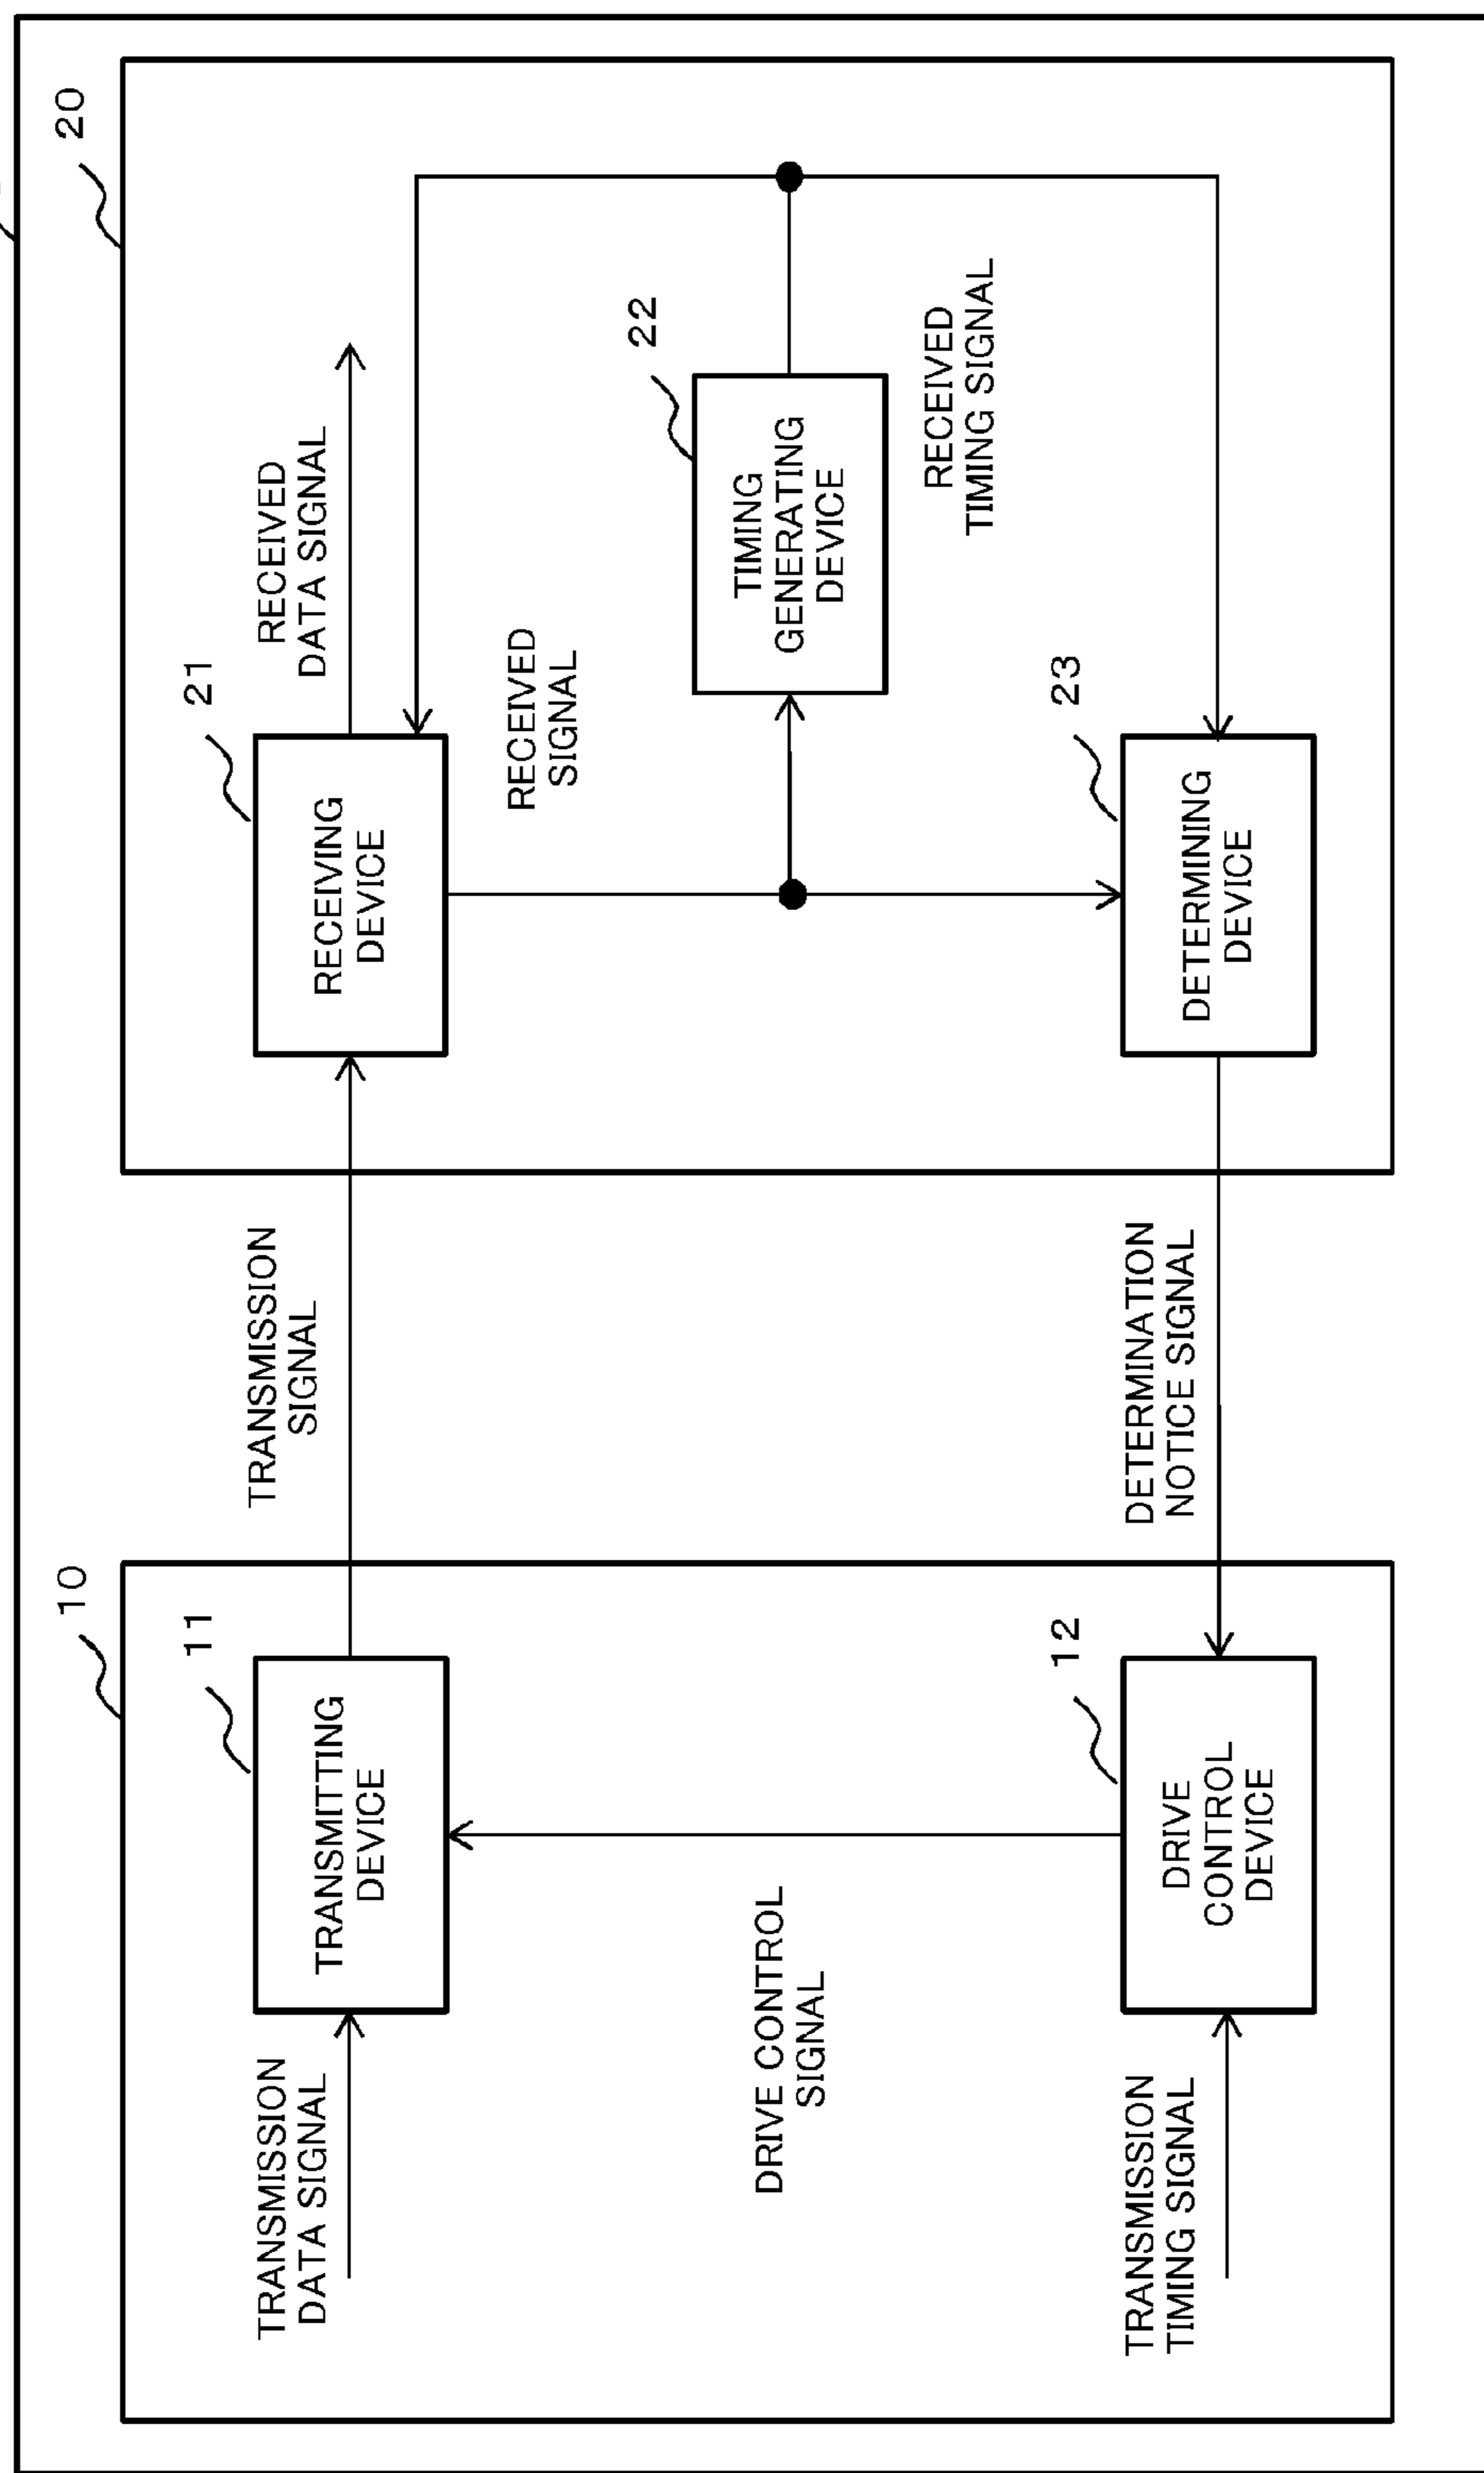 10
11
TRANSMISSION
DATA SIGNAL
TRANSMITTING
DEVICE
DRIVE CONTROL
SIGNAL
12
TRANSMISSION
TIMING SIGNAL
DRIVE
CONTROL
DEVICE
TRANSMISSION
SIGNAL
DETERMINATION
NOTICE SIGNAL
20
21
RECEIVING
DEVICE
RECEIVED
DATA SIGNAL
RECEIVED
SIGNAL
22
TIMING
GENERATING
DEVICE
RECEIVED
TIMING SIGNAL
23
DETERMINING
DEVICE